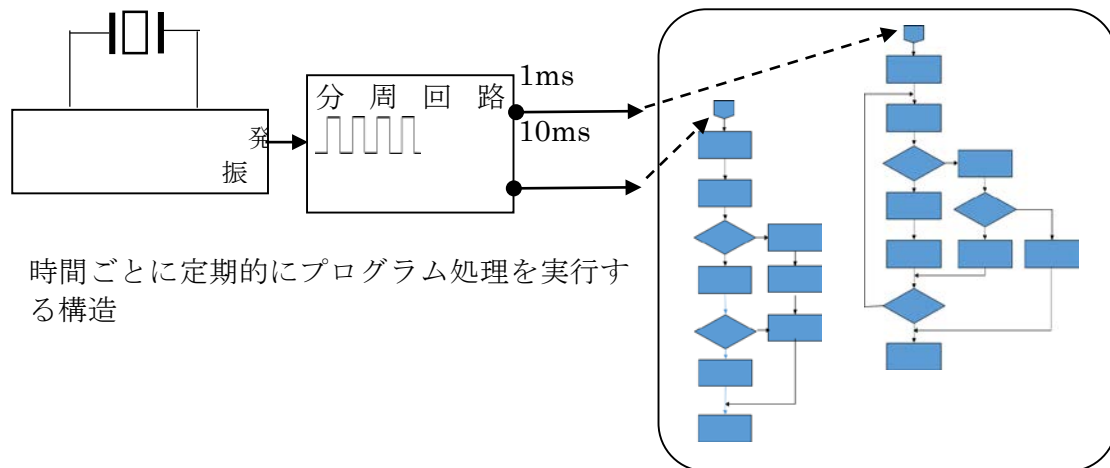 1ms
分 周 回 路
10ms
発
振
時間ごとに定期的にプログラム処理を実行す
る構造